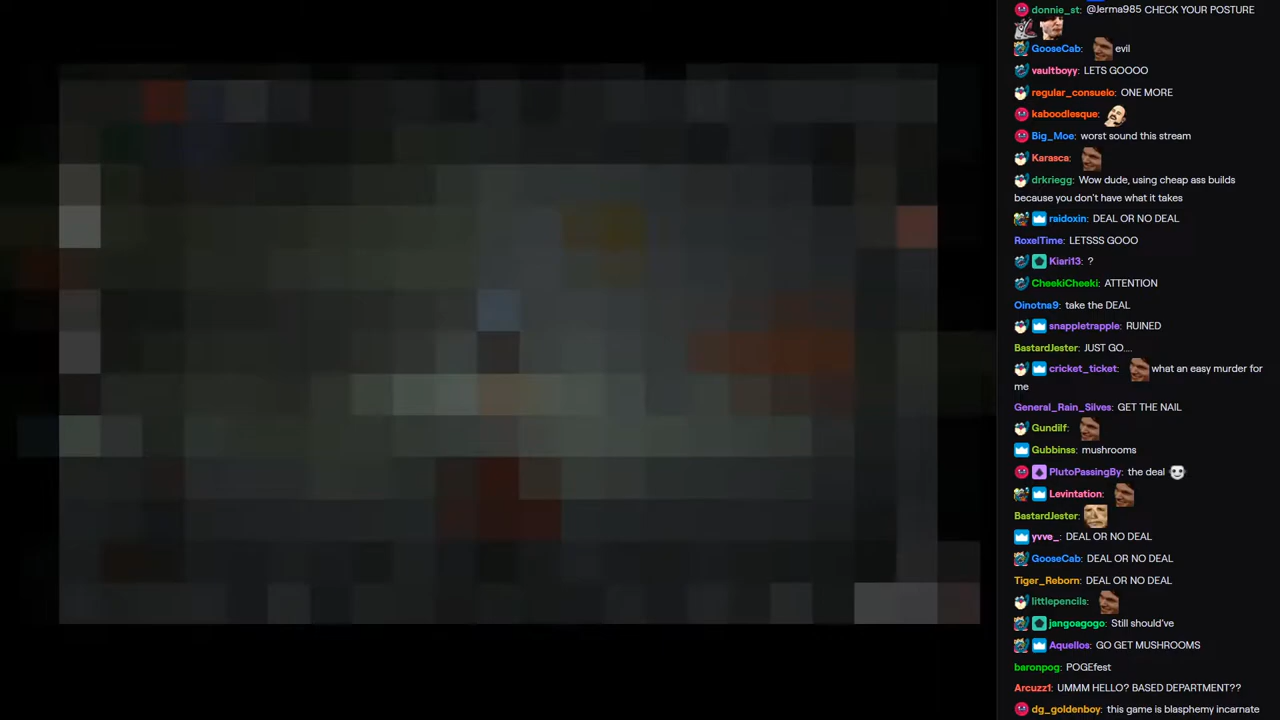 donnie_st: @Jerma985 CHECK YOUR POSTURE
GooseCab: evil
vaultboyy: LETS GOOOO
regular_consuelo: ONE MORE
kaboodlesque:
Big_Moe: worst sound this stream
Karasca:
drkriegg: Wow dude, using cheap ass builds
because you don't have what it takes
raidoxin: DEAL OR NO DEAL
RoxelTime: LETSSS GOOO
Kiari13: ?
CheekiCheeki: ATTENTION
Oinotna9: take the DEAL
snappletrapple: RUINED
BastardJester: JUST GO....
cricket_ticket: what an easy murder for
me
General_Rain_Silves: GET THE NAIL
Gundilf:
Gubbinss: mushrooms
PlutoPassingBy: the deal
Levintation:
BastardJester:
yvve_: DEAL OR NO DEAL
GooseCab: DEAL OR NO DEAL
Tiger_Reborn: DEAL OR NO DEAL
littlepencils:
jangoagogo: Still should've
Aquellos: GO GET MUSHROOMS
baronpog: POGEfest
Arcuzz1: UMMM HELLO? BASED DEPARTMENT??
dg_goldenboy: this game is blasphemy incarnate